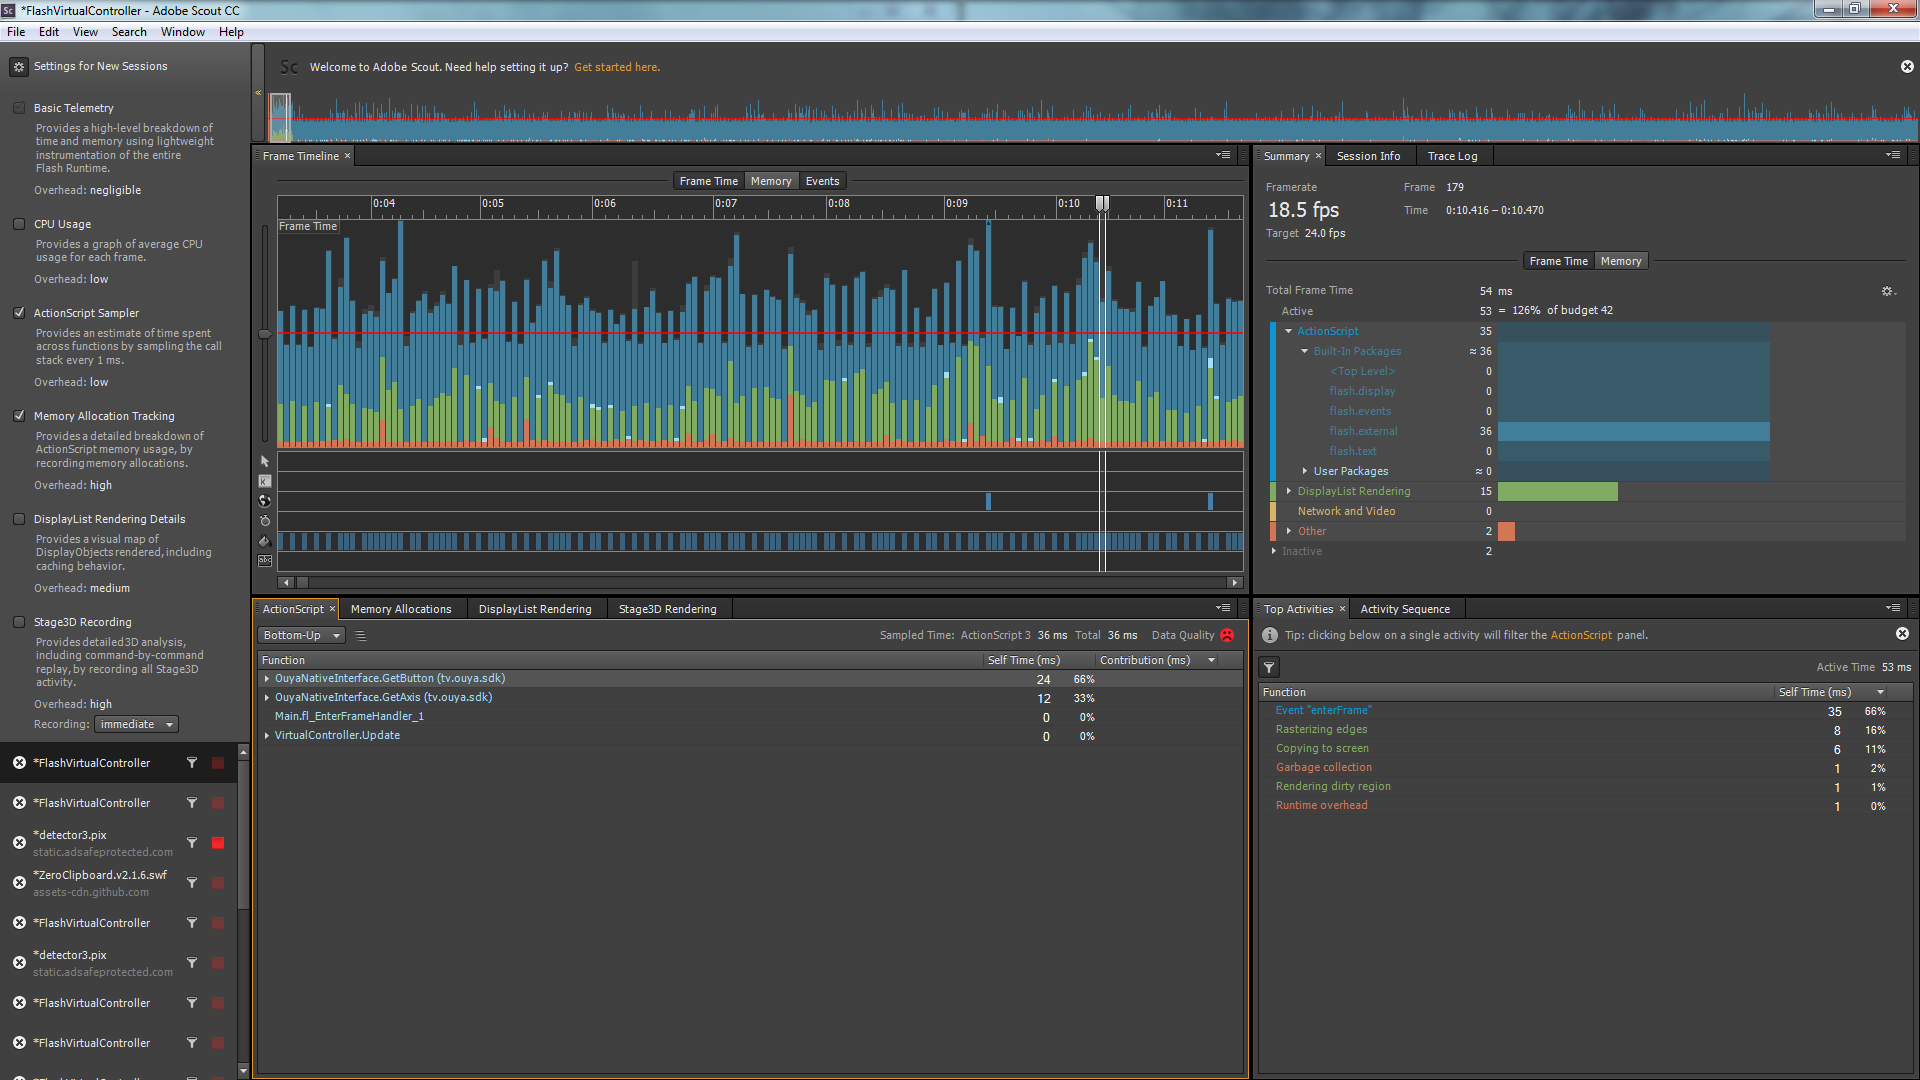 Sc *FlashVirtualController - Adobe Scout CC
File Edit View Search Window Help
Settings for New Sessions
Basic Telemetry
Provides a high-level breakdown of
time and memory using lightweight
instrumentation of the entire
Flash Runtime.
Overhead: negligible
CPU Usage
Provides a graph of average CPU
usage for each frame.
Overhead: low
ActionScript Sampler
Provides an estimate of time spent
across functions by sampling the call
stack every 1 ms.
Overhead: low
Memory Allocation Tracking
Provides a detailed breakdown of
ActionScript memory usage, by
recording memory allocations.
Overhead: high
DisplayList Rendering Details
Provides a visual map of
DisplayObjects rendered, including
caching behavior.
Overhead: medium
Stage3D Recording
Provides detailed 3D analysis,
including command-by-command
replay, by recording all Stage3D
activity.
Overhead: high
Recording: immediate
*FlashVirtualController
*FlashVirtualController
*detector3.pix
static.adsafeprotected.com
*ZeroClipboard.v2.1.6.swf
assets-cdn.github.com
*FlashVirtualController
*detector3.pix
static.adsafeprotected.com
*FlashVirtualController
*FlashVirtualController
Sc Welcome to Adobe Scout. Need help setting it up? Get started here.
Frame Timeline
Frame Time Memory Events
0:04 0:05 0:06 0:07 0:08 0:09 0:10 0:11
Frame Time
abc
ActionScript Memory Allocations DisplayList Rendering Stage3D Rendering
Bottom-Up Sampled Time: ActionScript 3 36 ms Total 36 ms Data Quality
Function Self Time (ms) Contribution (ms)
OuyaNativeInterface.GetButton (tv.ouya.sdk) 24 66%
OuyaNativeInterface.GetAxis (tv.ouya.sdk) 12 33%
Main.fl_EnterFrameHandler_1 0 0%
VirtualController.Update 0 0%
Summary Session Info Trace Log
Framerate Frame 179
18.5 fps Time 0:10.416 – 0:10.470
Target 24.0 fps
Frame Time Memory
Total Frame Time 54 ms
Active 53 = 126% of budget 42
ActionScript 35
Built-In Packages ≈ 36
<Top Level> 0
flash.display 0
flash.events 0
flash.external 36
flash.text 0
User Packages ≈ 0
DisplayList Rendering 15
Network and Video 0
Other 2
Inactive 2
Top Activities Activity Sequence
Tip: clicking below on a single activity will filter the ActionScript panel.
Active Time 53 ms
Function Self Time (ms)
Event "enterFrame" 35 66%
Rasterizing edges 8 16%
Copying to screen 6 11%
Garbage collection 1 2%
Rendering dirty region 1 1%
Runtime overhead 1 0%